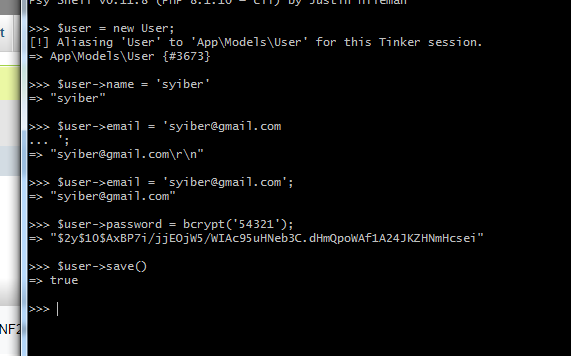 Psy Shell v0.11.8 (PHP 8.1.10 — cli) by Justin Hileman
>>> $user = new User;
[!] Aliasing 'User' to 'App\Models\User' for this Tinker session.
=> App\Models\User {#3673}
>>> $user->name = 'syiber'
=> "syiber"
>>> $user->email = 'syiber@gmail.com
... ';
=> "syiber@gmail.com\r\n"
>>> $user->email = 'syiber@gmail.com';
=> "syiber@gmail.com"
>>> $user->password = bcrypt('54321');
=> "$2y$10$AxBP7i/jjEOjW5/WIAc95uHNeb3C.dHmQpoWAf1A24JKZHNmHcsei"
>>> $user->save()
=> true
>>>
t
NF2